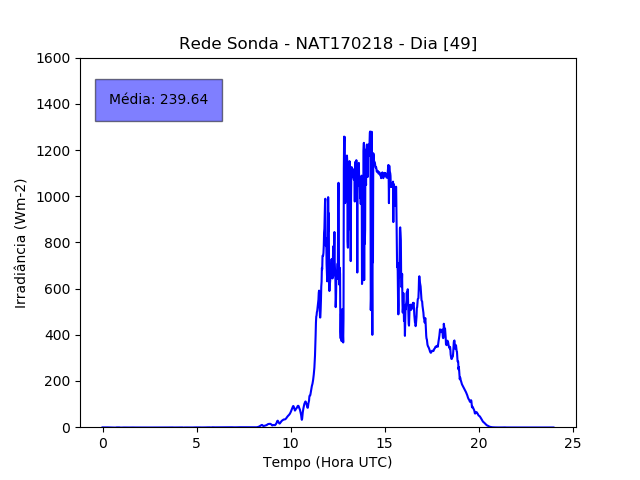 Rede Sonda - NAT170218 - Dia [49]
1600
1400
1200
1000
800
600
400
200
0
Média: 239.64
Irradiância (Wm-2)
0 5 10 15 20 25
Tempo (Hora UTC)